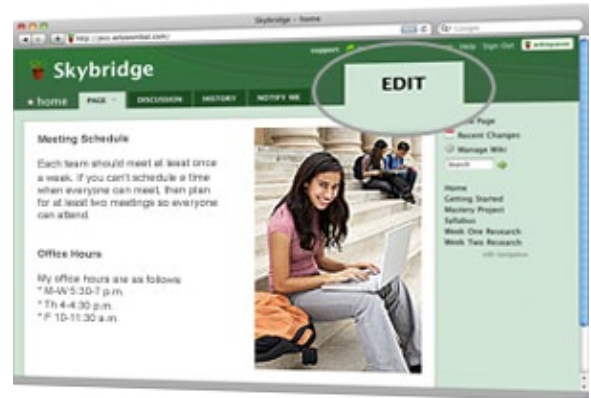 Skybridge - home
Google
support
Help Sign Out
Skybridge
EDIT
home PAGE DISCUSSION HISTORY NOTIFY ME
Page
Recent Changes
Manage Wiki
Search
Meeting Schedule
Each team should meet at least once
a week. If you can't schedule a time
when everyone can meet, then plan
for at least two meetings so everyone
can attend.
Office Hours
My office hours are as follows:
* M-W 5:30-7 p.m.
* Th 4-4:30 p.m.
* F 10-11:30 a.m.
Home
Getting Started
Mastery Project
Syllabus
Week One Research
Week Two Research
edit navigation